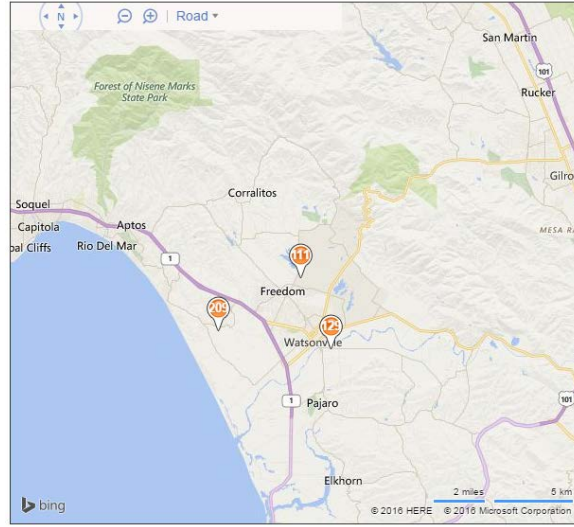 N
Road
San Martin
101
Forest of Nisene Marks
State Park
Rucker
Gilro
Corralitos
Soquel
Capitola
Aptos
pal Cliffs
Rio Del Mar
MESA R
1
111
Freedom
209
129
Watsonville
101
1
Pajaro
Elkhorn
2 miles
5 km
bing
© 2016 HERE © 2016 Microsoft Corporation